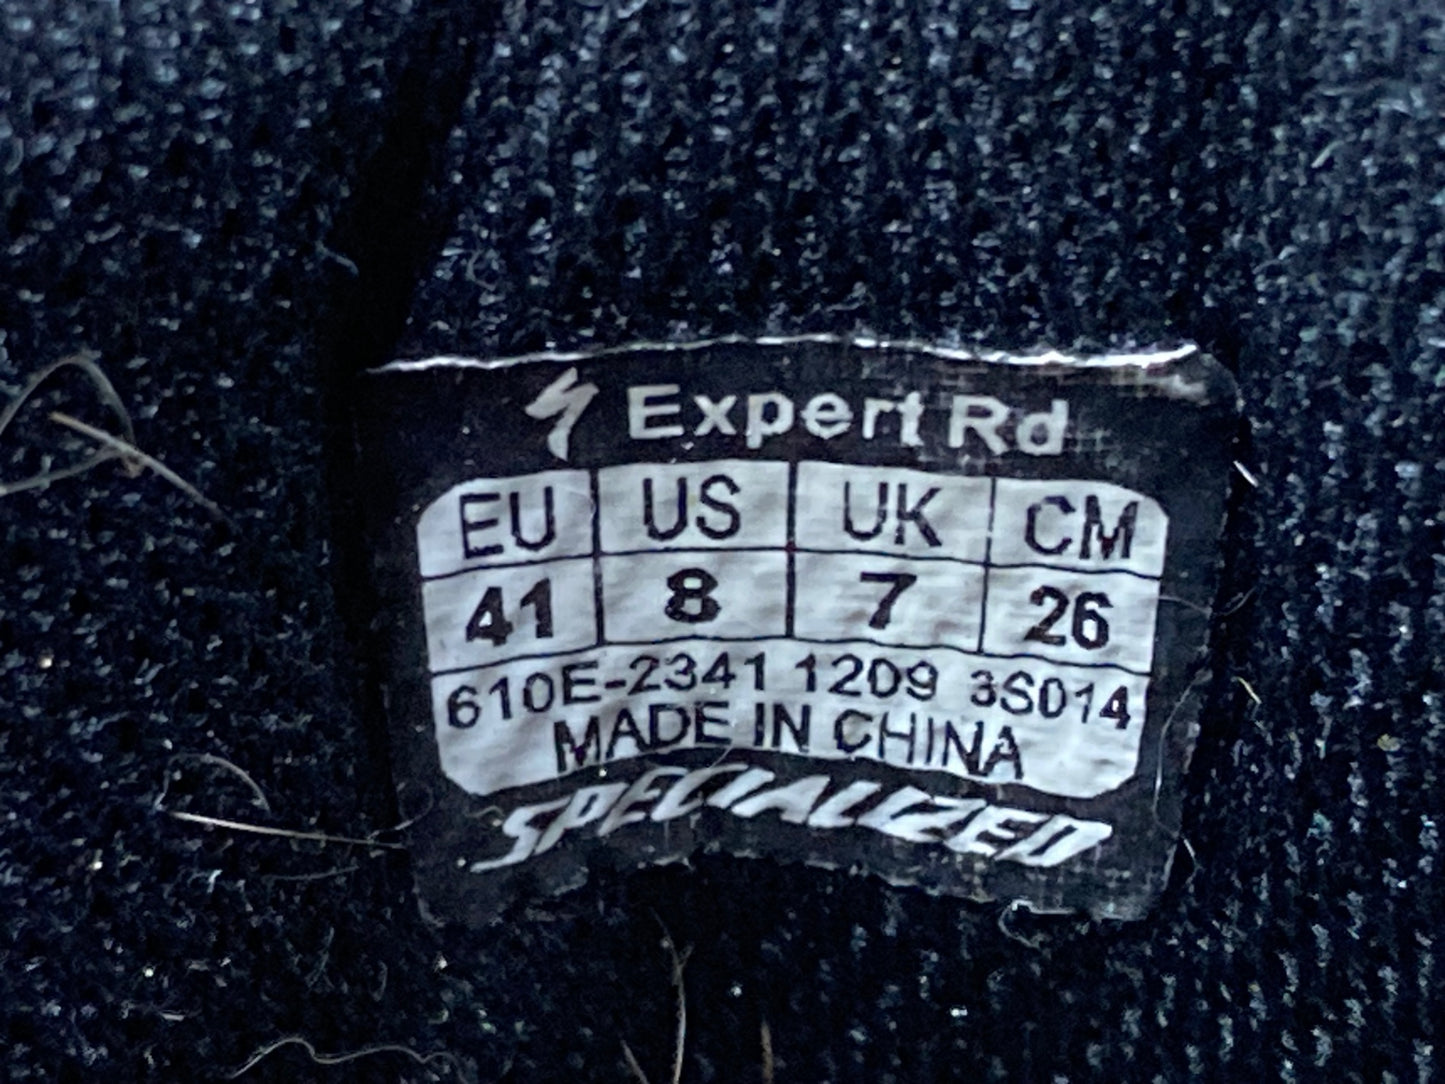 Expert Rd
EU US UK CM
41 8 7 26
610E-2341 1209 3S014
MADE IN CHINA
SPECIALIZED